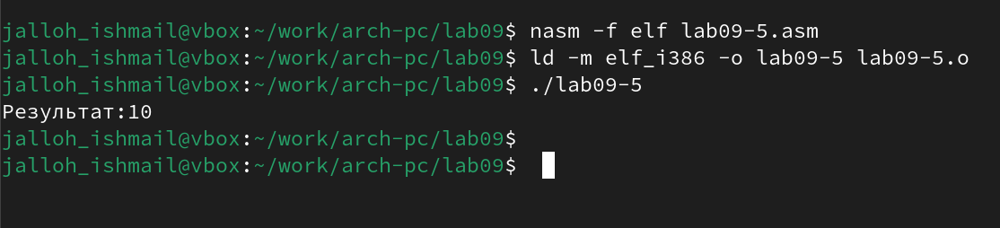 jalloh_ishmail@vbox:~/work/arch-pc/lab09$ nasm -f elf lab09-5.asm
jalloh_ishmail@vbox:~/work/arch-pc/lab09$ ld -m elf_i386 -o lab09-5 lab09-5.o
jalloh_ishmail@vbox:~/work/arch-pc/lab09$ ./lab09-5
Результат:10
jalloh_ishmail@vbox:~/work/arch-pc/lab09$
jalloh_ishmail@vbox:~/work/arch-pc/lab09$